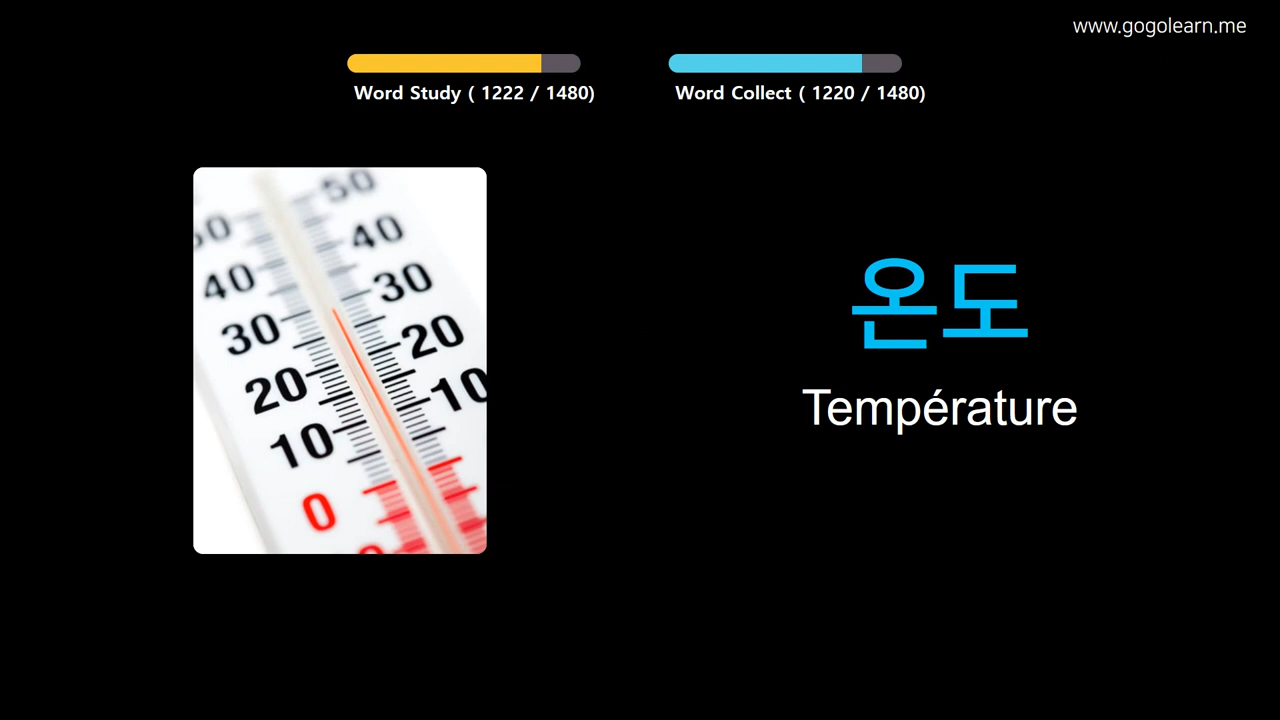 www.gogolearn.me
Word Study ( 1222 / 1480)
Word Collect ( 1220 / 1480)
50
50
40
40
30
30
20
20
10
10
0
온도
Température